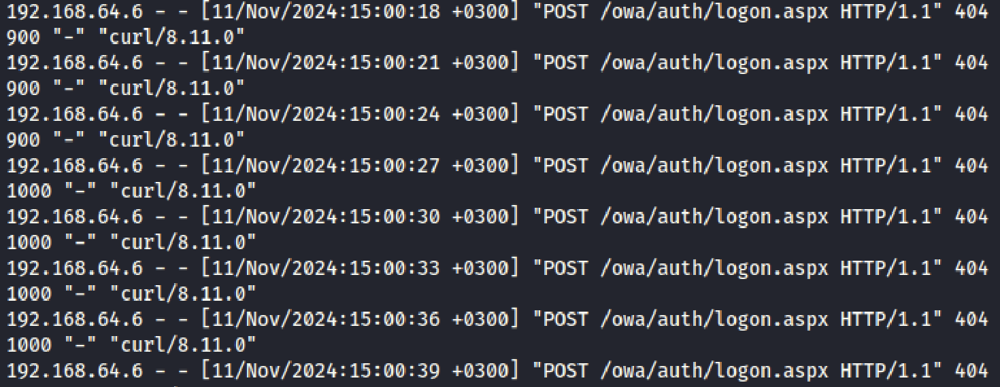 192.168.64.6 - - [11/Nov/2024:15:00:18 +0300] "POST /owa/auth/logon.aspx HTTP/1.1" 404
900 "-" "curl/8.11.0"
192.168.64.6 - - [11/Nov/2024:15:00:21 +0300] "POST /owa/auth/logon.aspx HTTP/1.1" 404
900 "-" "curl/8.11.0"
192.168.64.6 - - [11/Nov/2024:15:00:24 +0300] "POST /owa/auth/logon.aspx HTTP/1.1" 404
900 "-" "curl/8.11.0"
192.168.64.6 - - [11/Nov/2024:15:00:27 +0300] "POST /owa/auth/logon.aspx HTTP/1.1" 404
1000 "-" "curl/8.11.0"
192.168.64.6 - - [11/Nov/2024:15:00:30 +0300] "POST /owa/auth/logon.aspx HTTP/1.1" 404
1000 "-" "curl/8.11.0"
192.168.64.6 - - [11/Nov/2024:15:00:33 +0300] "POST /owa/auth/logon.aspx HTTP/1.1" 404
1000 "-" "curl/8.11.0"
192.168.64.6 - - [11/Nov/2024:15:00:36 +0300] "POST /owa/auth/logon.aspx HTTP/1.1" 404
1000 "-" "curl/8.11.0"
192.168.64.6 - - [11/Nov/2024:15:00:39 +0300] "POST /owa/auth/logon.aspx HTTP/1.1" 404